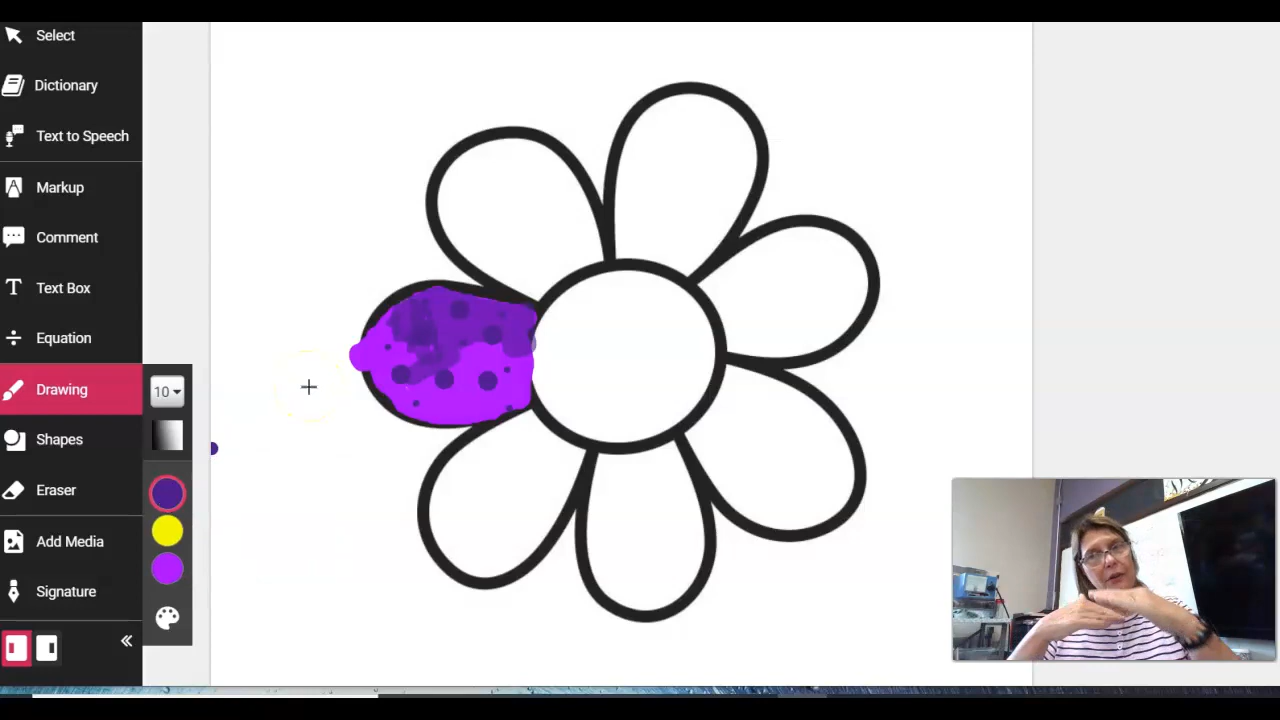 Select
Dictionary
Text to Speech
Markup
Comment
Text Box
Equation
Drawing
10
Shapes
Eraser
Add Media
Signature